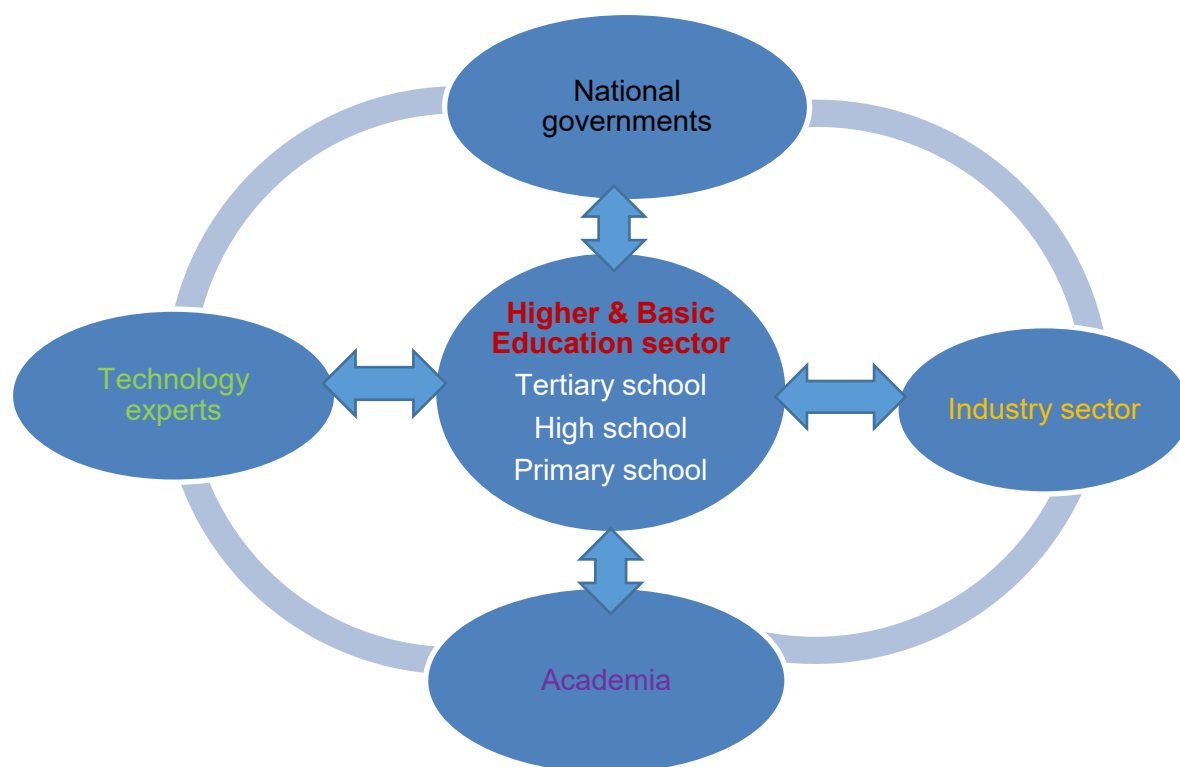 National
governments
Higher & Basic
Education sector
Tertiary school
High school
Primary school
Technology
experts
Industry sector
Academia